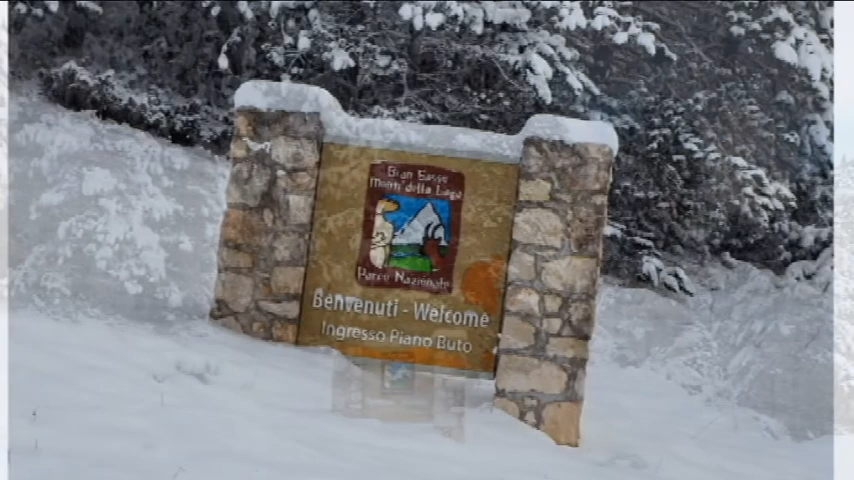 Gran Sasso
Monti della Laga
Parco Nazionale
Benvenuti - Welcome
Ingresso Piano Buto